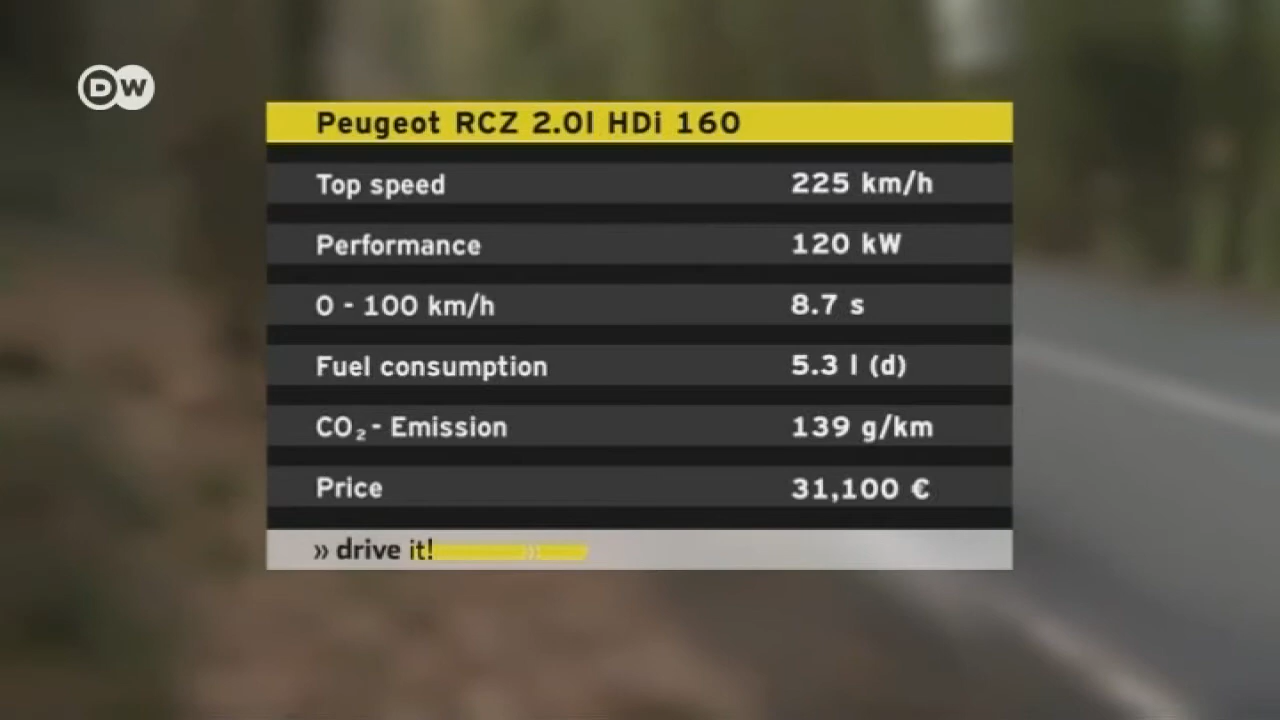 DW
Peugeot RCZ 2.0l HDi 160
Top speed 225 km/h
Performance 120 kW
0 - 100 km/h 8.7 s
Fuel consumption 5.3 l (d)
CO₂- Emission 139 g/km
Price 31,100 €
» drive it!